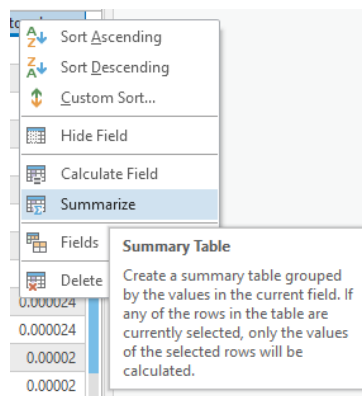 Sort Ascending
Sort Descending
Custom Sort...
Hide Field
Calculate Field
Summarize
Fields
Delete
Summary Table
Create a summary table grouped
by the values in the current field. If
any of the rows in the table are
currently selected, only the values
of the selected rows will be
calculated.
0.000024
0.000024
0.00002
0.00002